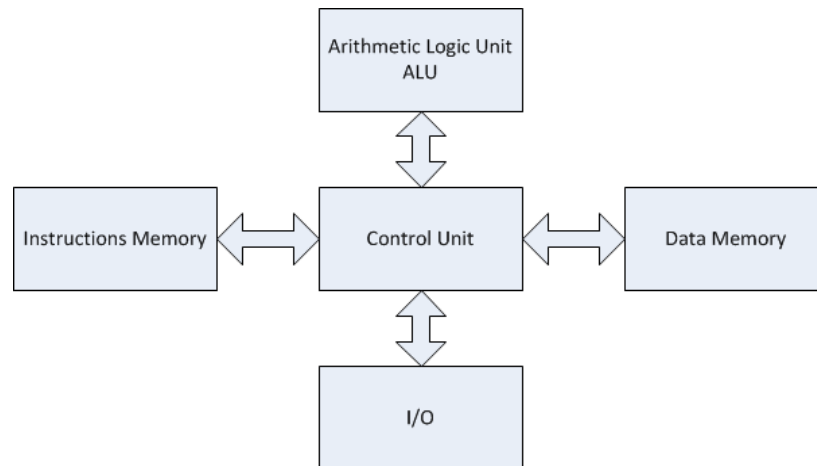 Arithmetic Logic Unit
ALU
Instructions Memory
Control Unit
Data Memory
I/O